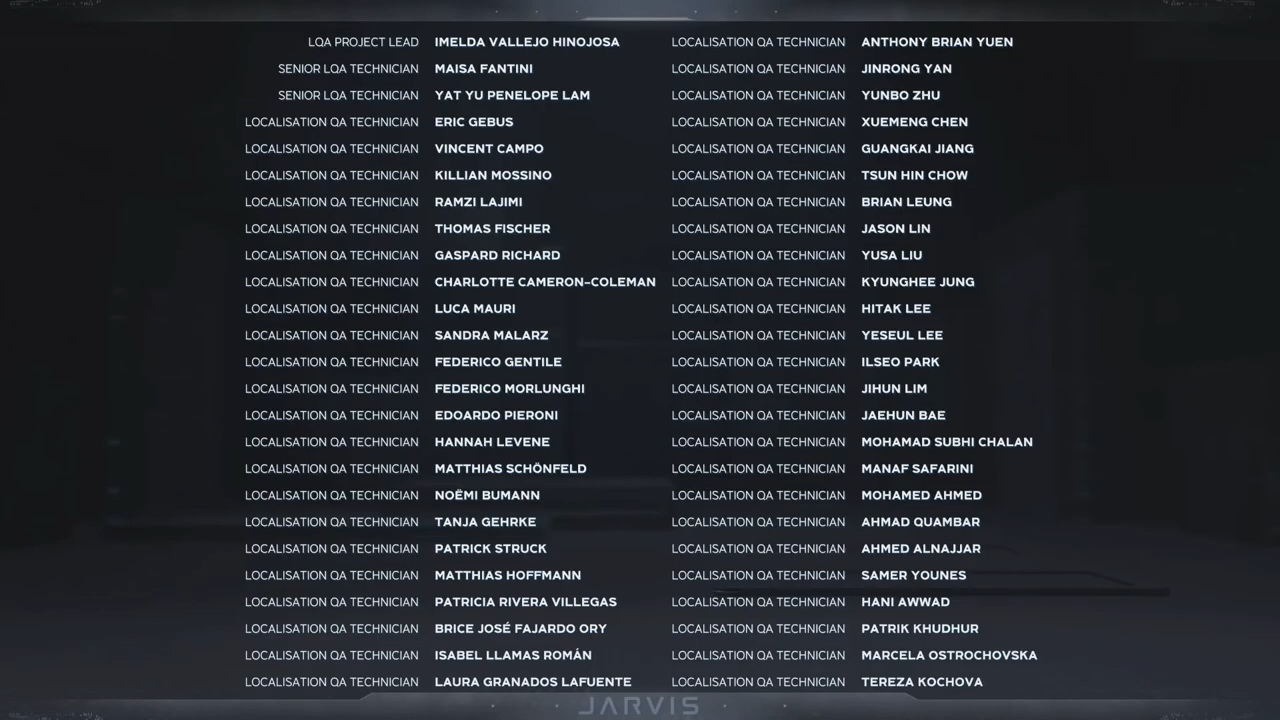 LQA PROJECT LEAD IMELDA VALLEJO HINOJOSA
SENIOR LQA TECHNICIAN MAISA FANTINI
SENIOR LQA TECHNICIAN YAT YU PENELOPE LAM
LOCALISATION QA TECHNICIAN ERIC GEBUS
LOCALISATION QA TECHNICIAN VINCENT CAMPO
LOCALISATION QA TECHNICIAN KILLIAN MOSSINO
LOCALISATION QA TECHNICIAN RAMZI LAJIMI
LOCALISATION QA TECHNICIAN THOMAS FISCHER
LOCALISATION QA TECHNICIAN GASPARD RICHARD
LOCALISATION QA TECHNICIAN CHARLOTTE CAMERON-COLEMAN
LOCALISATION QA TECHNICIAN LUCA MAURI
LOCALISATION QA TECHNICIAN SANDRA MALARZ
LOCALISATION QA TECHNICIAN FEDERICO GENTILE
LOCALISATION QA TECHNICIAN FEDERICO MORLUNGHI
LOCALISATION QA TECHNICIAN EDOARDO PIERONI
LOCALISATION QA TECHNICIAN HANNAH LEVENE
LOCALISATION QA TECHNICIAN MATTHIAS SCHÖNFELD
LOCALISATION QA TECHNICIAN NOËMI BUMANN
LOCALISATION QA TECHNICIAN TANJA GEHRKE
LOCALISATION QA TECHNICIAN PATRICK STRUCK
LOCALISATION QA TECHNICIAN MATTHIAS HOFFMANN
LOCALISATION QA TECHNICIAN PATRICIA RIVERA VILLEGAS
LOCALISATION QA TECHNICIAN BRICE JOSÉ FAJARDO ORY
LOCALISATION QA TECHNICIAN ISABEL LLAMAS ROMÁN
LOCALISATION QA TECHNICIAN LAURA GRANADOS LAFUENTE
LOCALISATION QA TECHNICIAN ANTHONY BRIAN YUEN
LOCALISATION QA TECHNICIAN JINRONG YAN
LOCALISATION QA TECHNICIAN YUNBO ZHU
LOCALISATION QA TECHNICIAN XUEMENG CHEN
LOCALISATION QA TECHNICIAN GUANGKAI JIANG
LOCALISATION QA TECHNICIAN TSUN HIN CHOW
LOCALISATION QA TECHNICIAN BRIAN LEUNG
LOCALISATION QA TECHNICIAN JASON LIN
LOCALISATION QA TECHNICIAN YUSA LIU
LOCALISATION QA TECHNICIAN KYUNGHEE JUNG
LOCALISATION QA TECHNICIAN HITAK LEE
LOCALISATION QA TECHNICIAN YESEUL LEE
LOCALISATION QA TECHNICIAN ILSEO PARK
LOCALISATION QA TECHNICIAN JIHUN LIM
LOCALISATION QA TECHNICIAN JAEHUN BAE
LOCALISATION QA TECHNICIAN MOHAMAD SUBHI CHALAN
LOCALISATION QA TECHNICIAN MANAF SAFARINI
LOCALISATION QA TECHNICIAN MOHAMED AHMED
LOCALISATION QA TECHNICIAN AHMAD QUAMBAR
LOCALISATION QA TECHNICIAN AHMED ALNAJJAR
LOCALISATION QA TECHNICIAN SAMER YOUNES
LOCALISATION QA TECHNICIAN HANI AWWAD
LOCALISATION QA TECHNICIAN PATRIK KHUDHUR
LOCALISATION QA TECHNICIAN MARCELA OSTROCHOVSKA
LOCALISATION QA TECHNICIAN TEREZA KOCHOVA
JARVIS